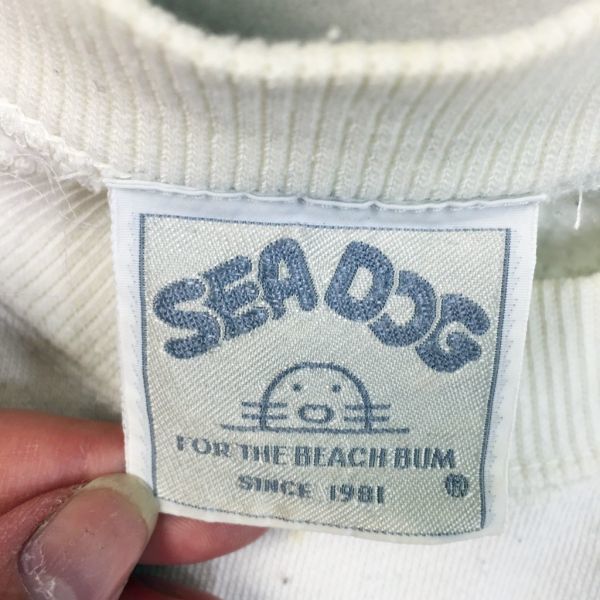 SEA DOG
FOR THE BEACH BUM
SINCE 1981 ®